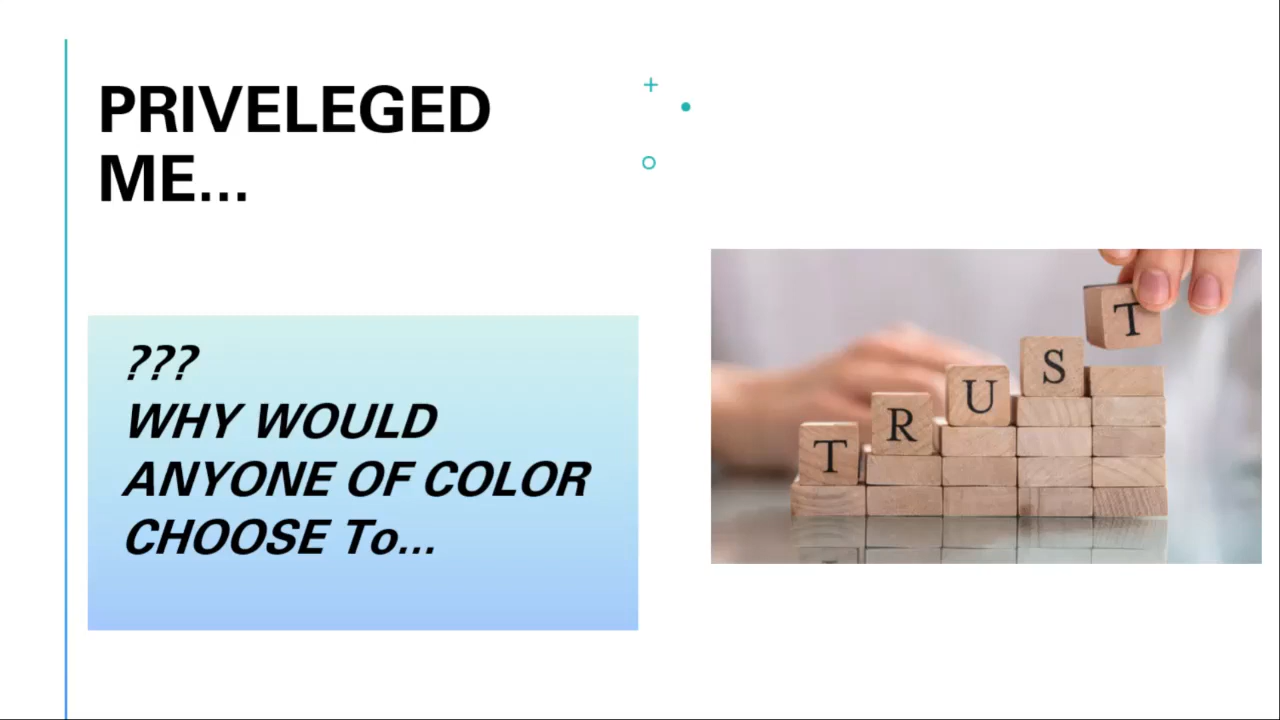 PRIVELEGED
ME...
???
WHY WOULD
ANYONE OF COLOR
CHOOSE To...
T R U S T